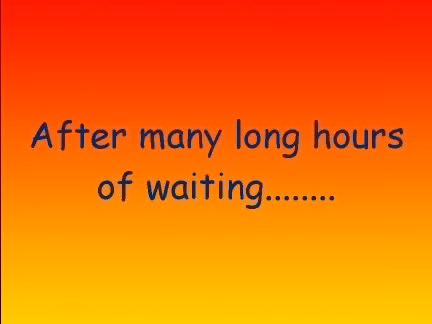 After many long hours
of waiting........